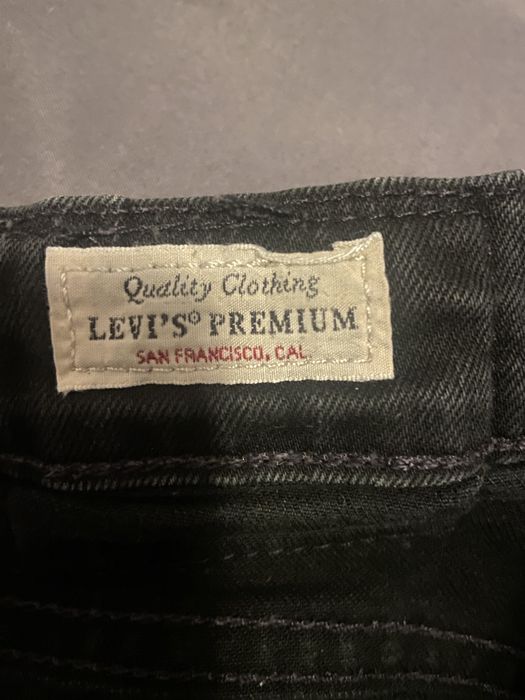 Quality Clothing
LEVI'S® PREMIUM
SAN FRANCISCO, CAL.